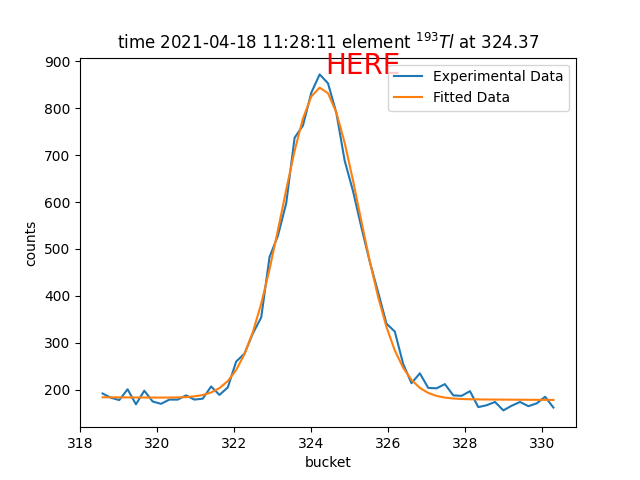 time 2021-04-18 11:28:11 element ¹⁹³Tl at 324.37
HERE
Experimental Data
Fitted Data
900
800
700
600
500
400
300
200
counts
318 320 322 324 326 328 330
bucket